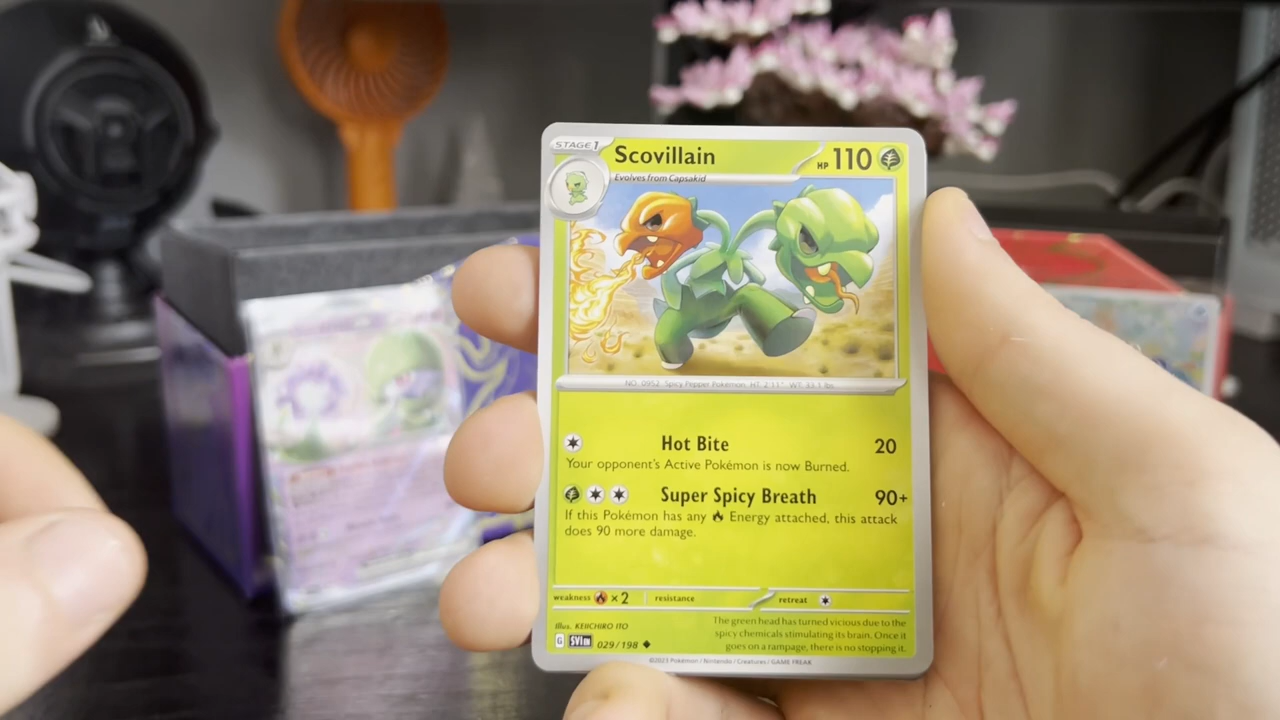 STAGE 1
Scovillain
HP 110
Evolves from Capsakid
NO. 0952 Spicy Pepper Pokémon HT: 2'11" WT: 33.1 lbs.
Hot Bite 20
Your opponent's Active Pokémon is now Burned.
Super Spicy Breath 90+
If this Pokémon has any Energy attached, this attack
does 90 more damage.
weakness ×2 resistance retreat
Illus. KEIICHIRO ITO
G SVI EN 029/198
The green head has turned vicious due to the
spicy chemicals stimulating its brain. Once it
goes on a rampage, there is no stopping it.
©2023 Pokémon / Nintendo / Creatures / GAME FREAK